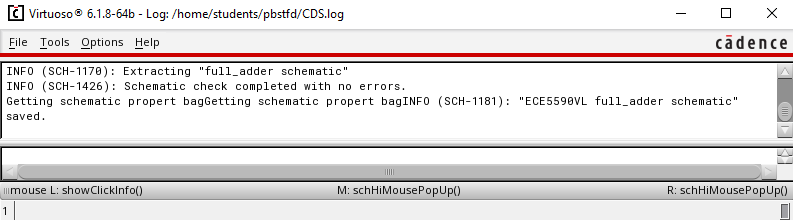 Virtuoso® 6.1.8-64b - Log: /home/students/pbstfd/CDS.log
File Tools Options Help cādence
INFO (SCH-1170): Extracting "full_adder schematic"
INFO (SCH-1426): Schematic check completed with no errors.
Getting schematic propert bagGetting schematic propert bagINFO (SCH-1181): "ECE5590VL full_adder schematic"
saved.
mouse L: showClickInfo() M: schHiMousePopUp() R: schHiMousePopUp()
1